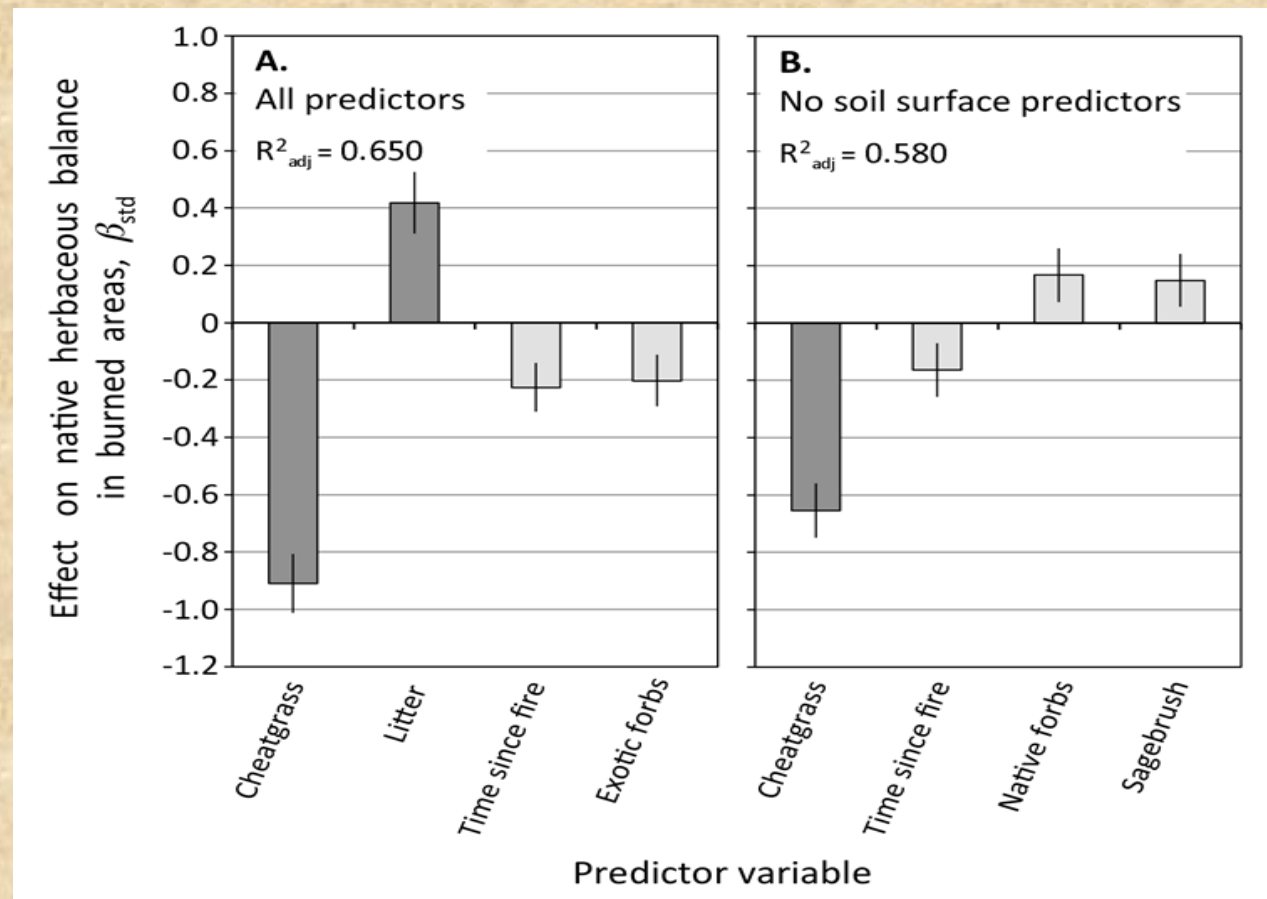 Effect on native herbaceous balance
in burned areas, βstd
1.0
0.8
0.6
0.4
0.2
0
-0.2
-0.4
-0.6
-0.8
-1.0
-1.2
A.
All predictors
R²adj = 0.650
B.
No soil surface predictors
R²adj = 0.580
Cheatgrass
Litter
Time since fire
Exotic forbs
Cheatgrass
Time since fire
Native forbs
Sagebrush
Predictor variable